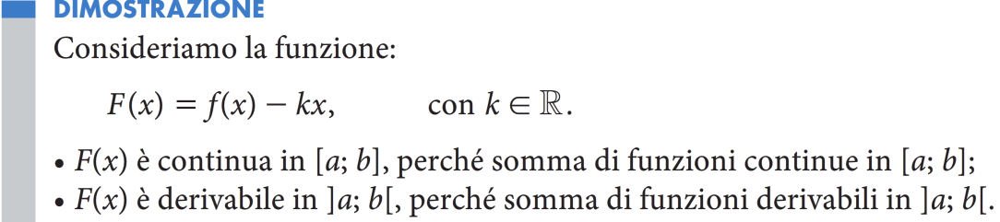 DIMOSTRAZIONE
Consideriamo la funzione:
F(x) = f(x) − kx, con k ∈ ℝ.
• F(x) è continua in [a; b], perché somma di funzioni continue in [a; b];
• F(x) è derivabile in ]a; b[, perché somma di funzioni derivabili in ]a; b[.